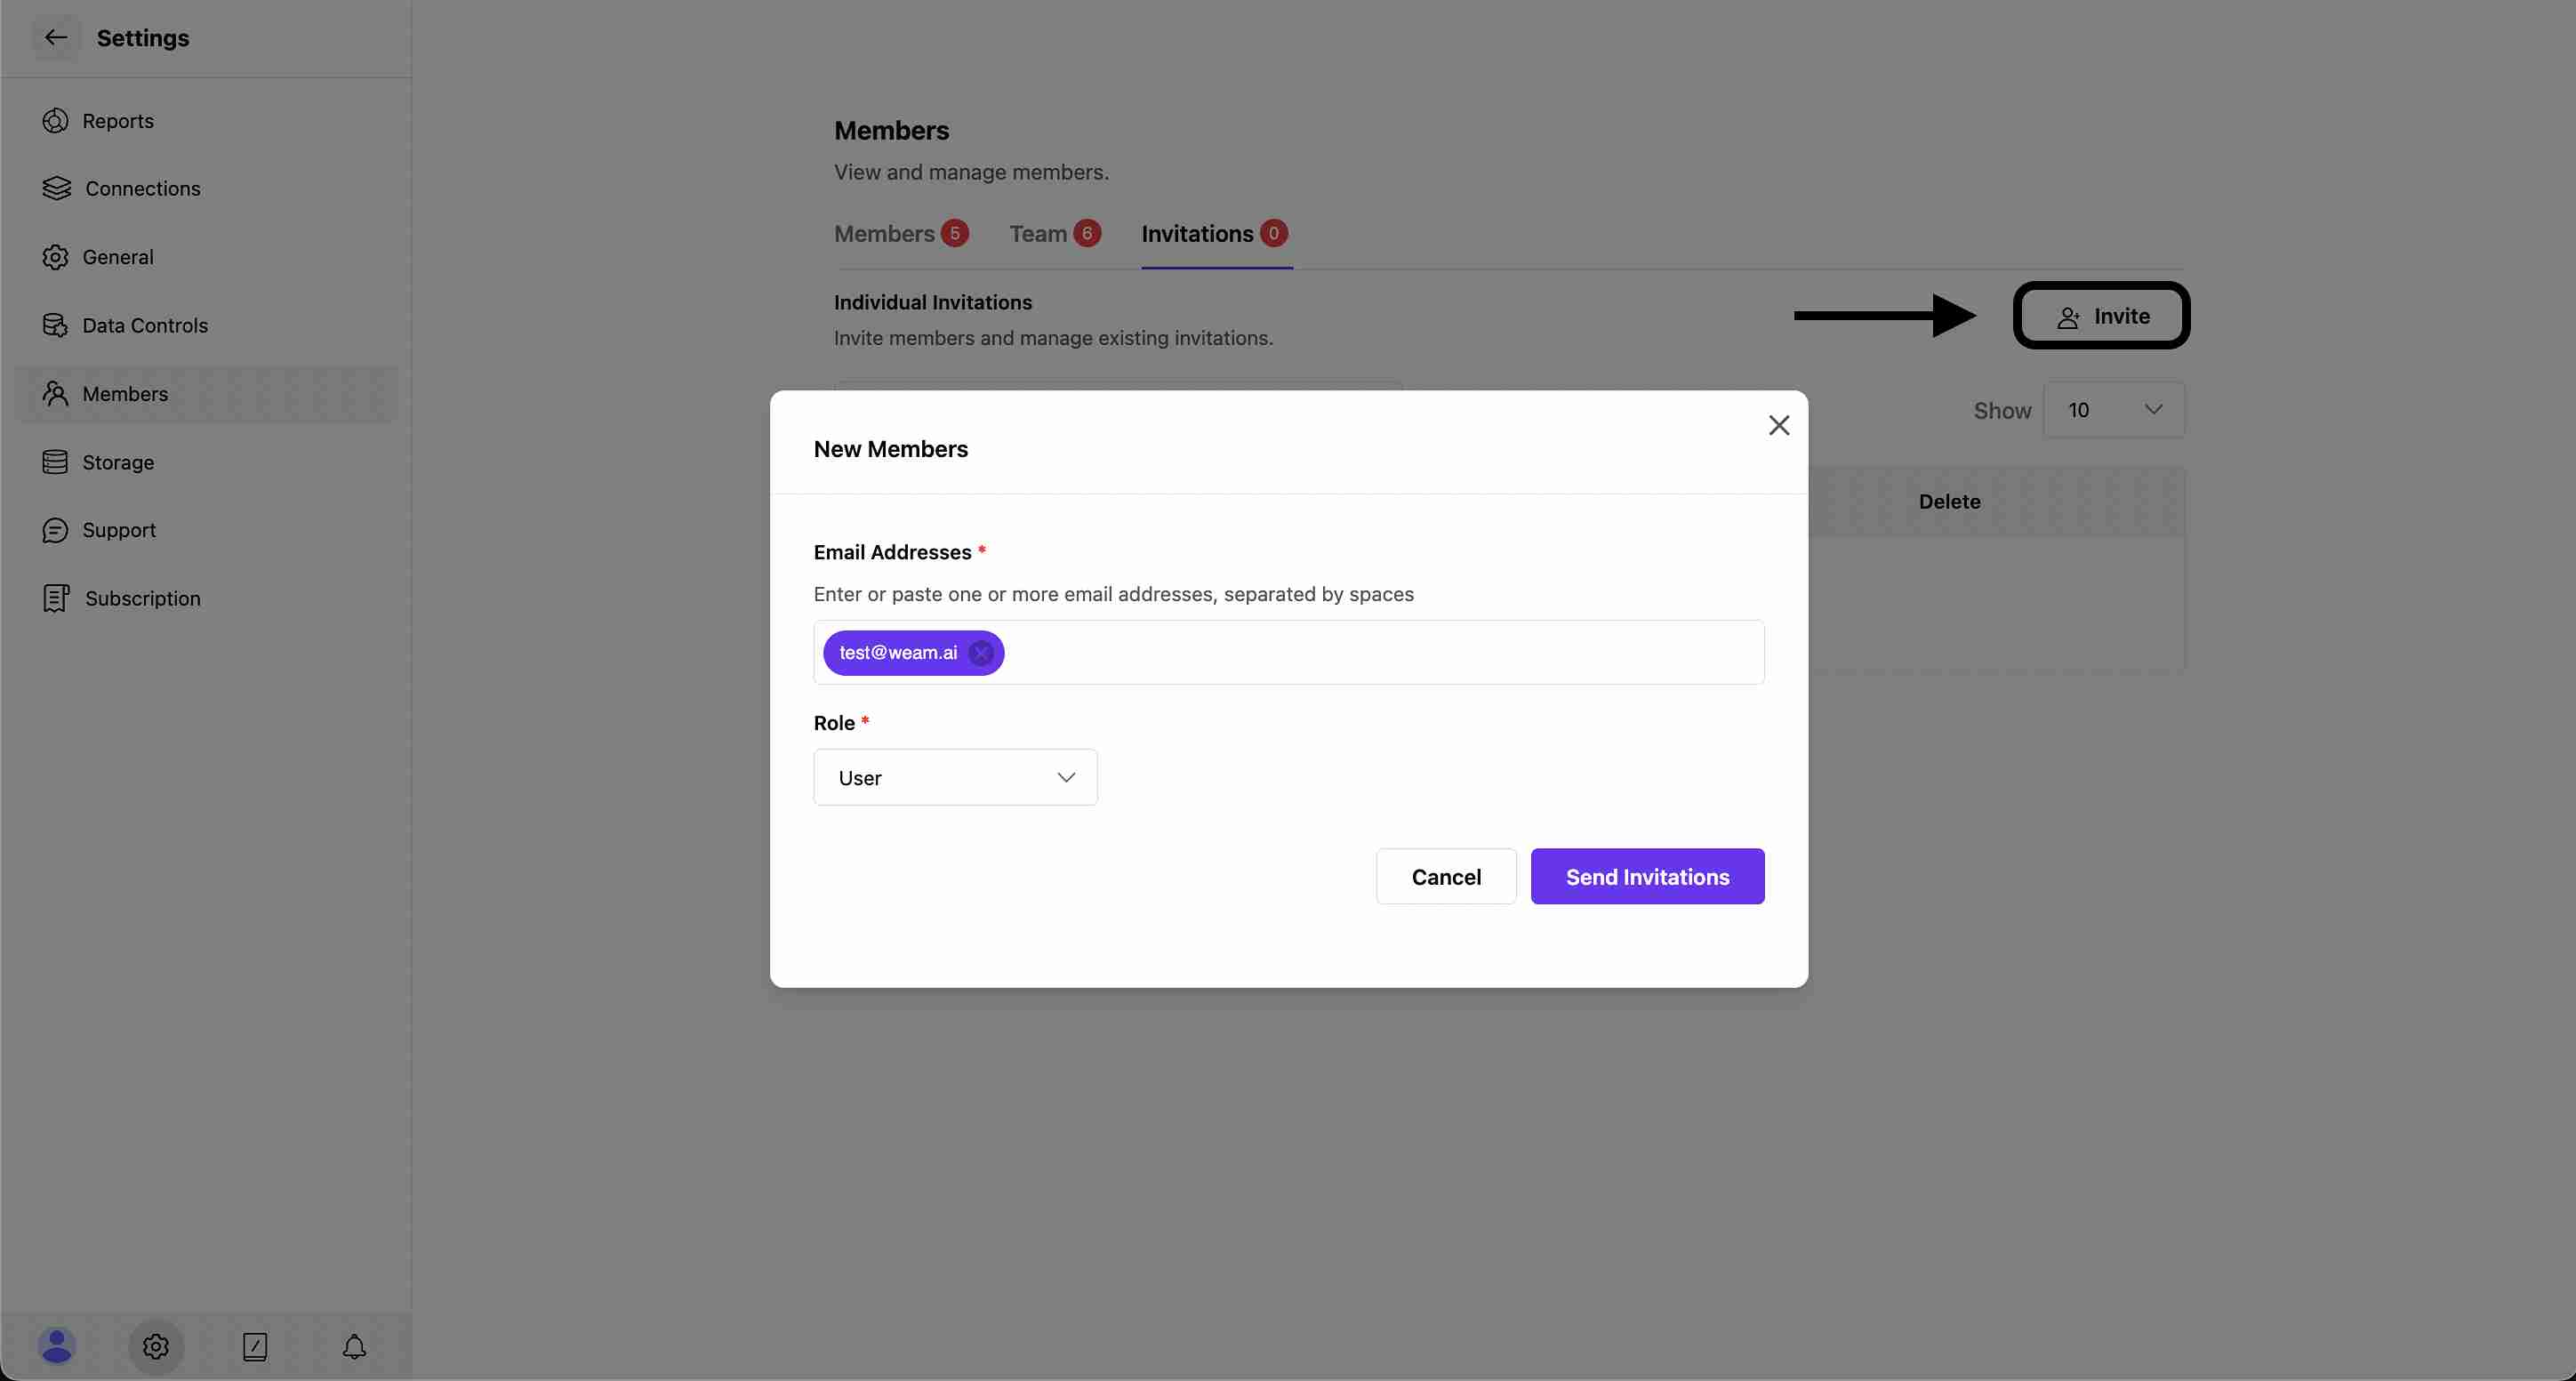 Settings
Reports
Connections
General
Data Controls
Members
Storage
Support
Subscription
Members
View and manage members.
Members 5 Team 6 Invitations 0
Individual Invitations
Invite members and manage existing invitations.
Invite
Show 10
Delete
New Members
Email Addresses *
Enter or paste one or more email addresses, separated by spaces
test@weam.ai
Role *
User
Cancel Send Invitations